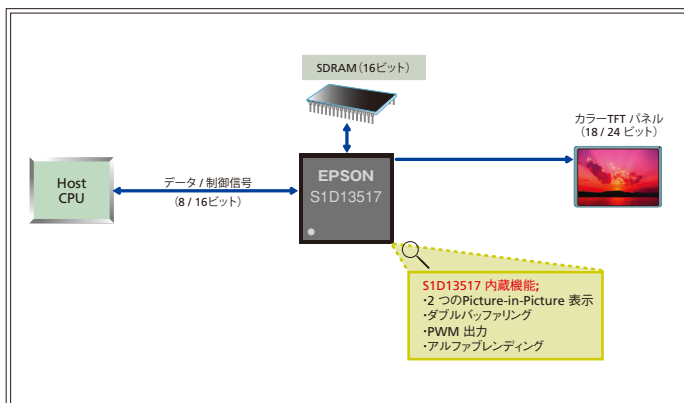 SDRAM(16ビット)
カラーTFT パネル
(18 / 24 ビット)
Host
CPU
データ / 制御信号
(8 / 16ビット)
EPSON
S1D13517
S1D13517 内蔵機能;
・2 つのPicture-in-Picture 表示
・ダブルバッファリング
・PWM 出力
・アルファブレンディング